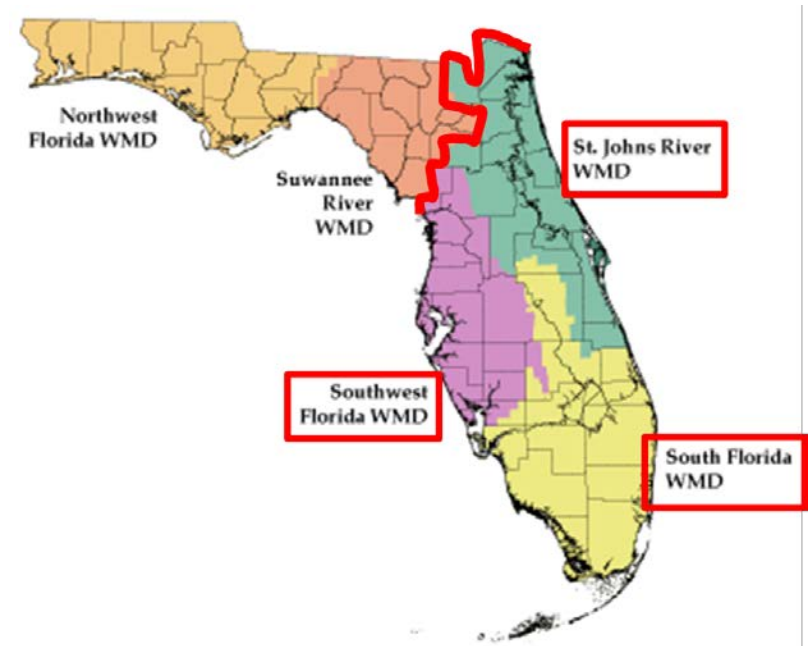 Northwest
Florida WMD
Suwannee
River
WMD
St. Johns River
WMD
Southwest
Florida WMD
South Florida
WMD